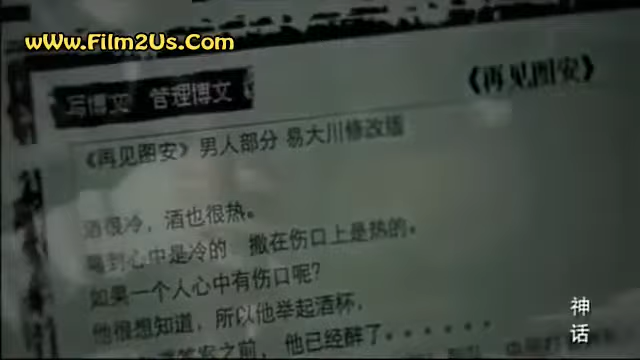 wWw.Film2Us.Com
写博文 管理博文
《再见图安》
《再见图安》男人部分 易大川修改版
酒很冷，酒也很热。
喝到心中是冷的 撒在伤口上是热的。
如果一个人心中有伤口呢？
他很想知道，所以他举起酒杯，
答案之前，他已经醉了······
神话